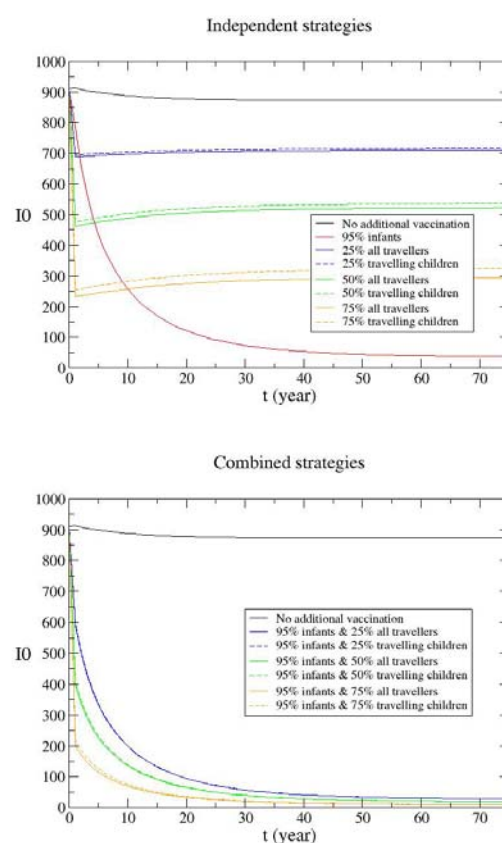 Independent strategies
1000
900
800
700
600
I0 500
400
300
200
100
0
No additional vaccination
95% infants
25% all travellers
25% travelling children
50% all travellers
50% travelling children
75% all travellers
75% travelling children
0 10 20 30 40 50 60 70
t (year)
Combined strategies
1000
900
800
700
600
I0 500
400
300
200
100
0
No additional vaccination
95% infants & 25% all travellers
95% infants & 25% travelling children
95% infants & 50% all travellers
95% infants & 50% travelling children
95% infants & 75% all travellers
95% infants & 75% travelling children
0 10 20 30 40 50 60 70
t (year)